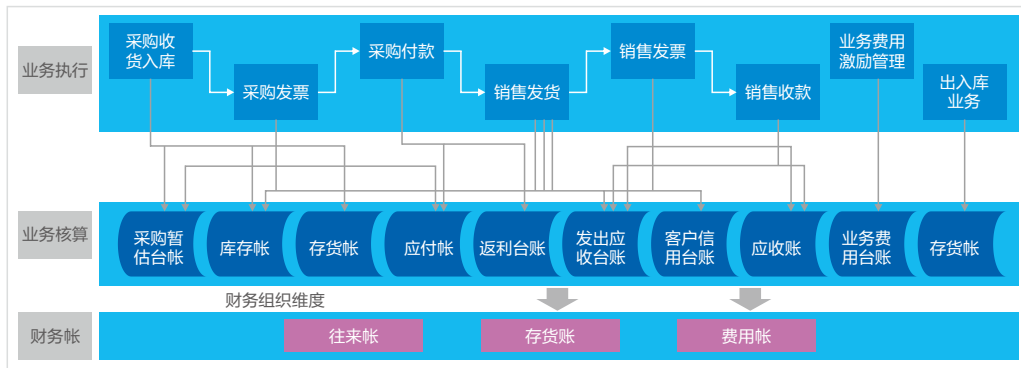 业务执行
采购收
货入库
采购发票
采购付款
销售发货
销售发票
销售收款
业务费用
激励管理
出入库
业务
业务核算
采购暂
估台帐
库存帐
存货帐
应付帐
返利台账
发出应
收台账
客户信
用台账
应收账
业务费
用台账
存货帐
财务组织维度
财务帐
往来帐
存货账
费用帐